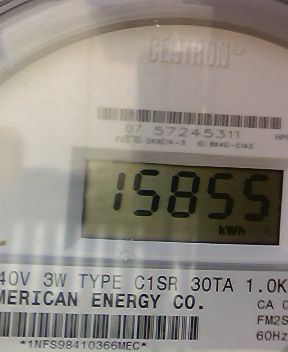 CENTRON®
07 57245311
15855
kWh
40V 3W TYPE C1SR 30TA 1.0K
MERICAN ENERGY CO.
CA 0
FM2S
60Hz
*1NFS98410366MEC*